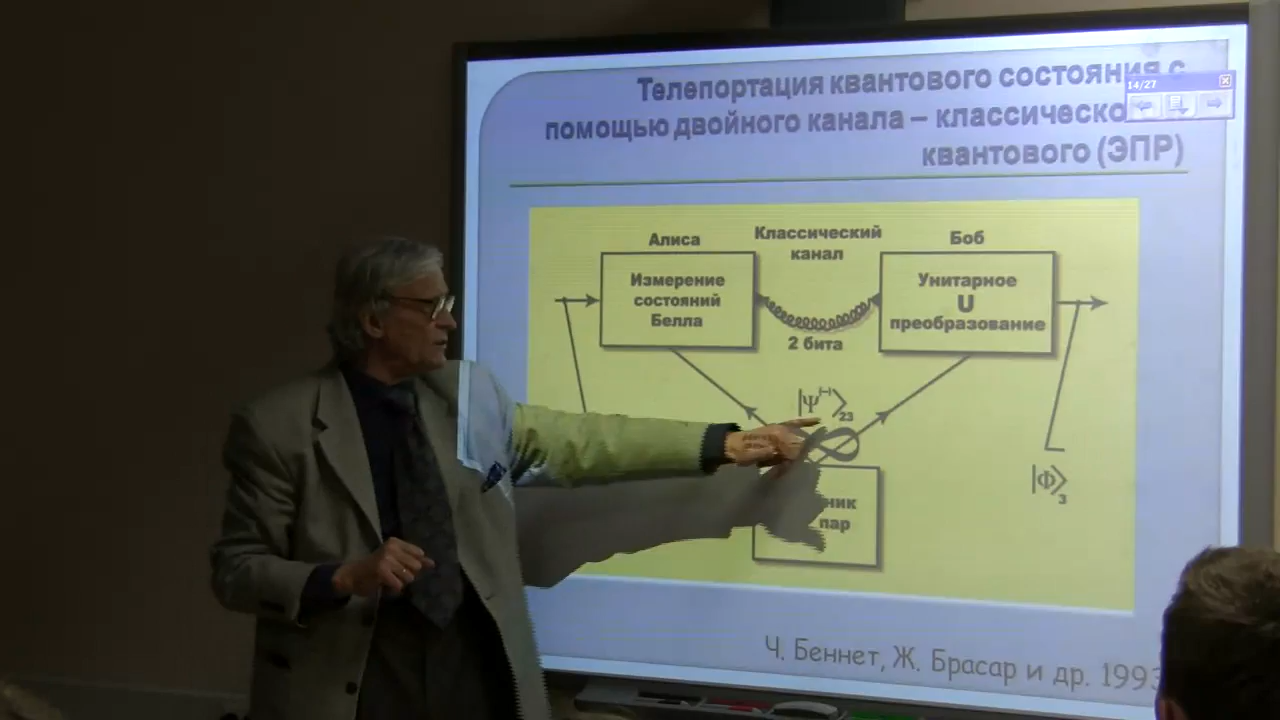 Телепортация квантового состояния с
14/27
помощью двойного канала – классическо
квантового (ЭПР)
Алиса
Классический
канал
Боб
Измерение
состояний
Белла
Унитарное
U
преобразование
2 бита
|Ψ⁽⁻⁾⟩₂₃
|Φ⟩₃
ник
пар
Ч. Беннет, Ж. Брасар и др. 1993